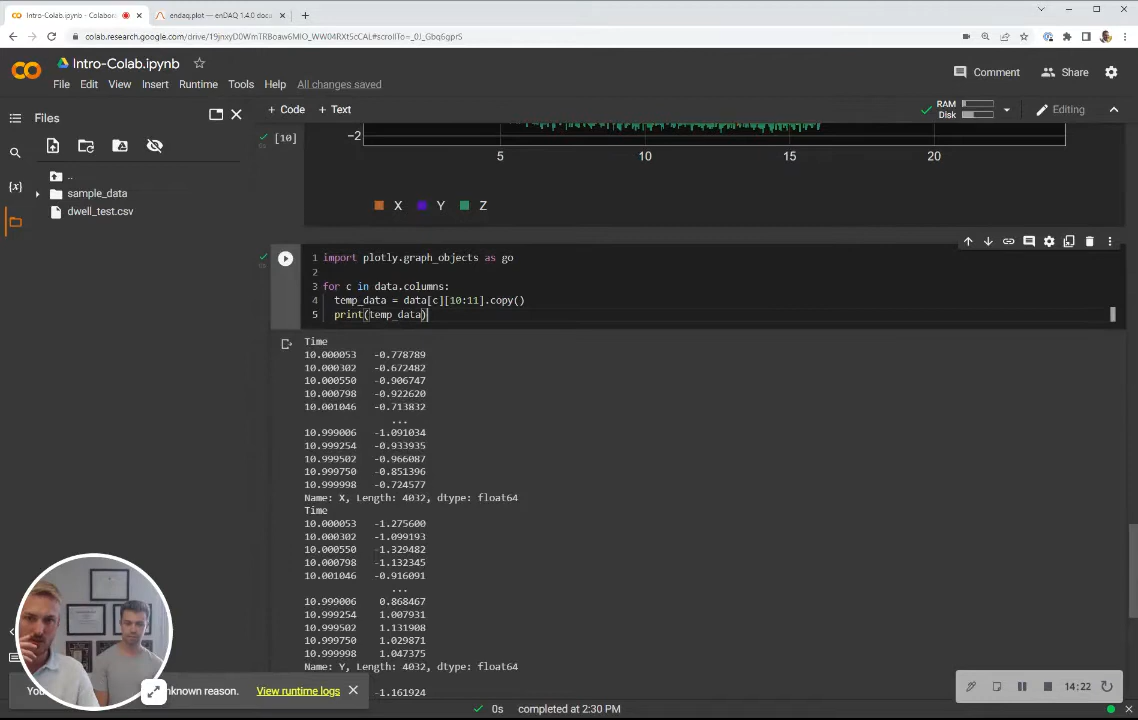 Intro-Colab.ipynb - Colabora
endaq.plot — enDAQ 1.4.0 docu
colab.research.google.com/drive/19jnxyD0WmTRBoaw6MIO_WW04RXt5cCAL#scrollTo=_0J_Gbq6gprS
Intro-Colab.ipynb
Comment
Share
File Edit View Insert Runtime Tools Help All changes saved
Files
+ Code + Text
RAM
Disk
Editing
[10]
−2
5 10 15 20
..
sample_data
dwell_test.csv
X Y Z
1 import plotly.graph_objects as go
2
3 for c in data.columns:
4 temp_data = data[c][10:11].copy()
5 print(temp_data)
Time
10.000053 -0.778789
10.000302 -0.672482
10.000550 -0.906747
10.000798 -0.922620
10.001046 -0.713832
...
10.999006 -1.091034
10.999254 -0.933935
10.999502 -0.966087
10.999750 -0.851396
10.999998 -0.724577
Name: X, Length: 4032, dtype: float64
Time
10.000053 -1.275600
10.000302 -1.099193
10.000550 -1.329482
10.000798 -1.132345
10.001046 -0.916091
...
10.999006 0.868467
10.999254 1.007931
10.999502 1.131908
10.999750 1.029871
10.999998 1.047375
Name: Y, Length: 4032, dtype: float64
-1.161924
You
nknown reason. View runtime logs
14:22
0s completed at 2:30 PM